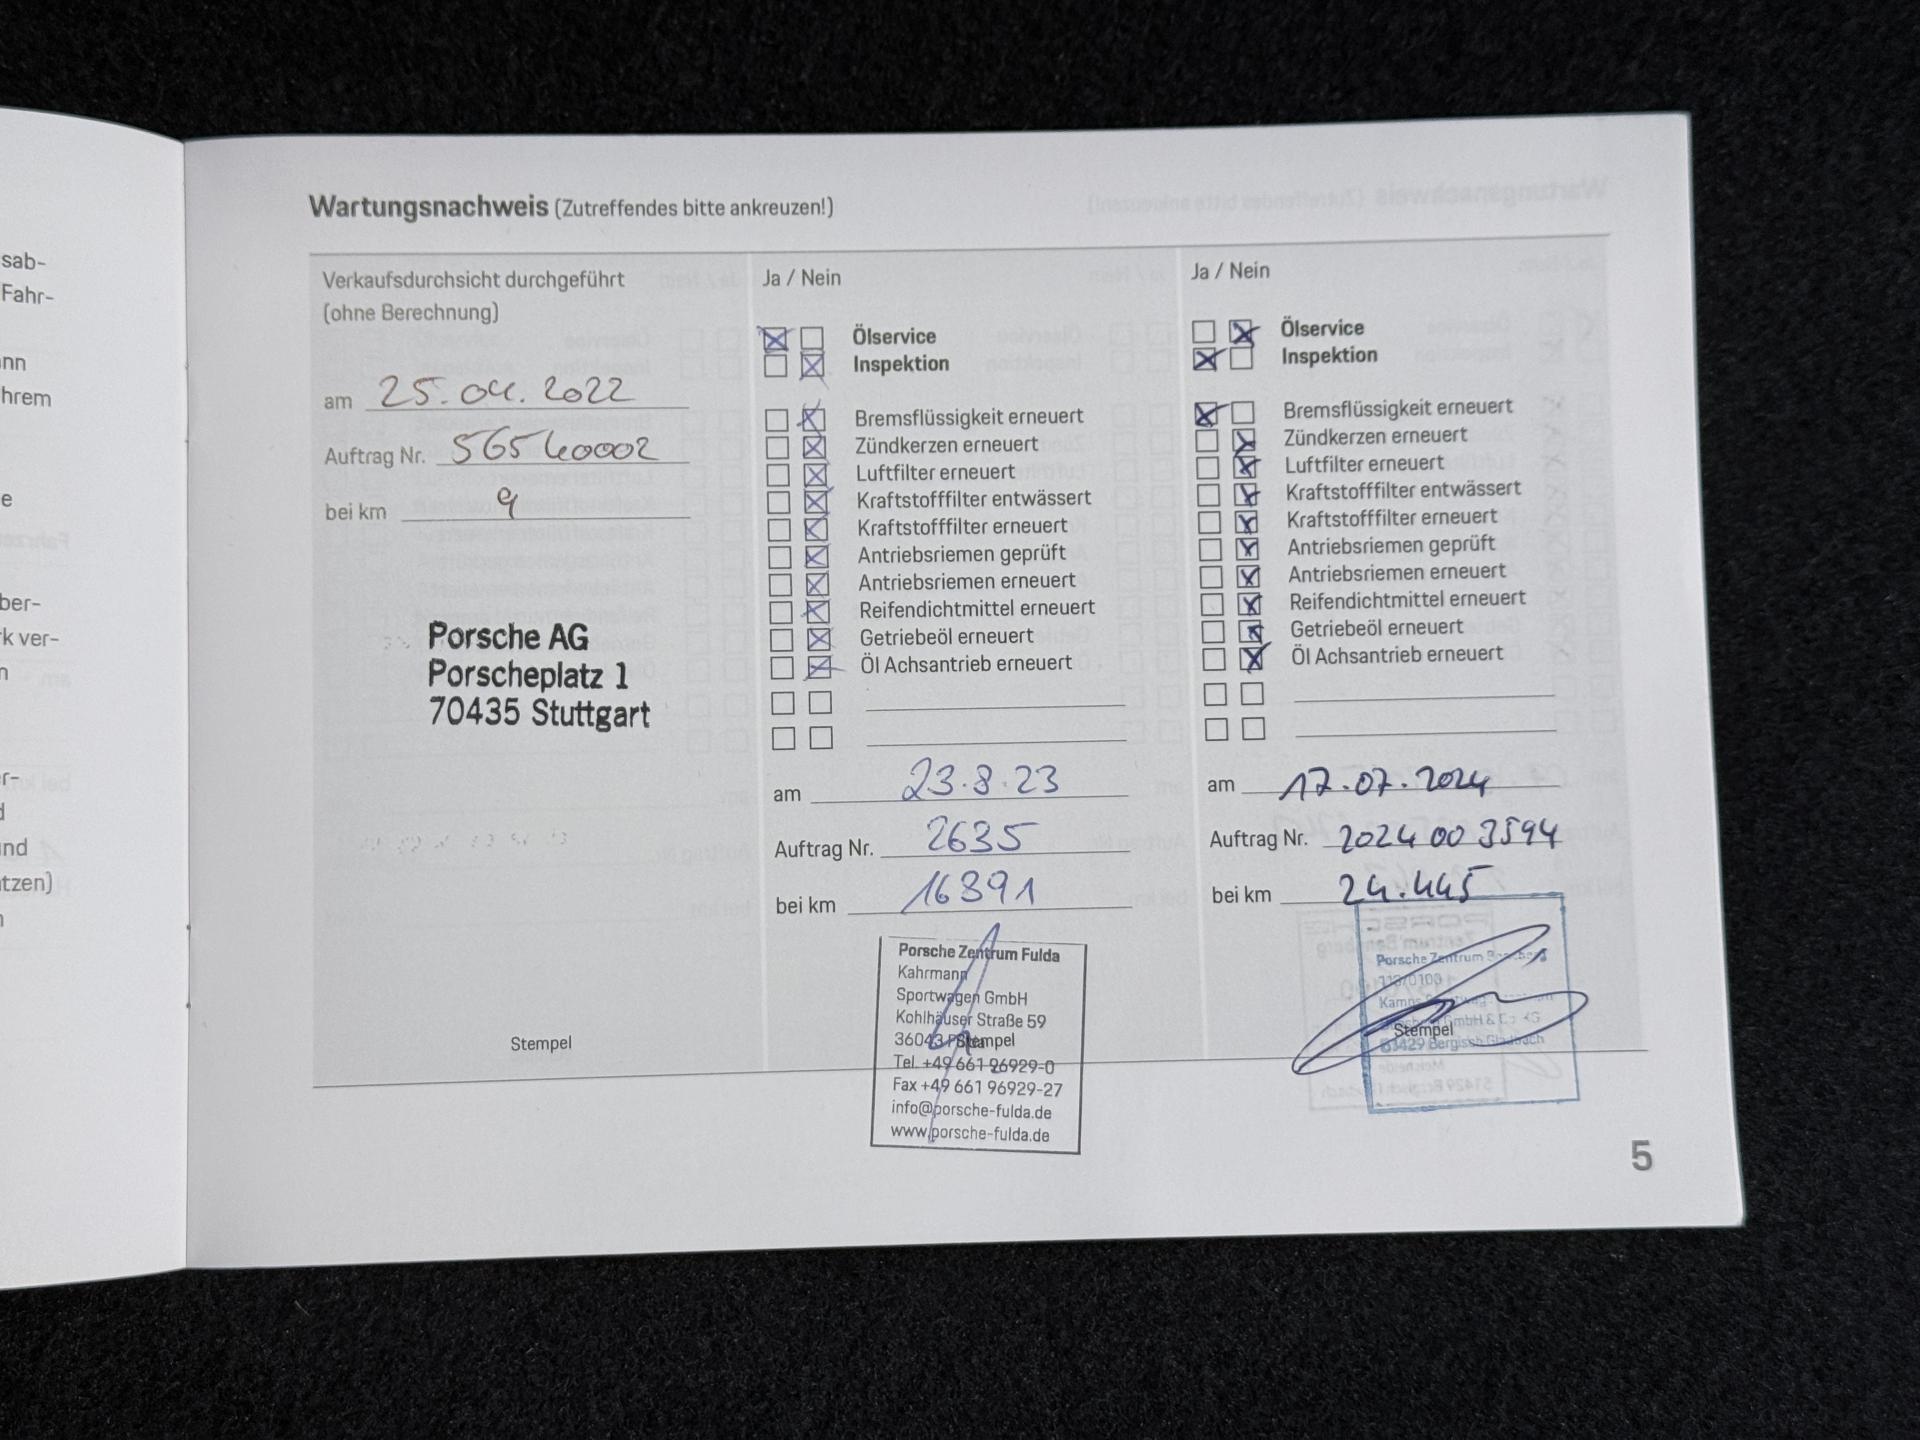 sab-
Fahr-
nn
hrem
e
ber-
k ver-
n
r-
d
und
tzen)
n
Wartungsnachweis (Zutreffendes bitte ankreuzen!)
Verkaufsdurchsicht durchgeführt
(ohne Berechnung)
am 25.04.2022
Auftrag Nr. 56540002
bei km 9
Porsche AG
Porscheplatz 1
70435 Stuttgart
Stempel
Ja / Nein
Ölservice
Inspektion
Bremsflüssigkeit erneuert
Zündkerzen erneuert
Luftfilter erneuert
Kraftstofffilter entwässert
Kraftstofffilter erneuert
Antriebsriemen geprüft
Antriebsriemen erneuert
Reifendichtmittel erneuert
Getriebeöl erneuert
Öl Achsantrieb erneuert
am 23.8.23
Auftrag Nr. 2635
bei km 16891
Porsche Zentrum Fulda
Kahrmann
Sportwagen GmbH
Kohlhäuser Straße 59
36043
Stempel
Tel. +49 661 96929-0
Fax +49 661 96929-27
info@porsche-fulda.de
www.porsche-fulda.de
Ja / Nein
Ölservice
Inspektion
Bremsflüssigkeit erneuert
Zündkerzen erneuert
Luftfilter erneuert
Kraftstofffilter entwässert
Kraftstofffilter erneuert
Antriebsriemen geprüft
Antriebsriemen erneuert
Reifendichtmittel erneuert
Getriebeöl erneuert
Öl Achsantrieb erneuert
am 17.07.2024
Auftrag Nr. 2024 00 3594
bei km 24.445
Porsche Zentrum
Stempel
Bergisch Gladbach
5